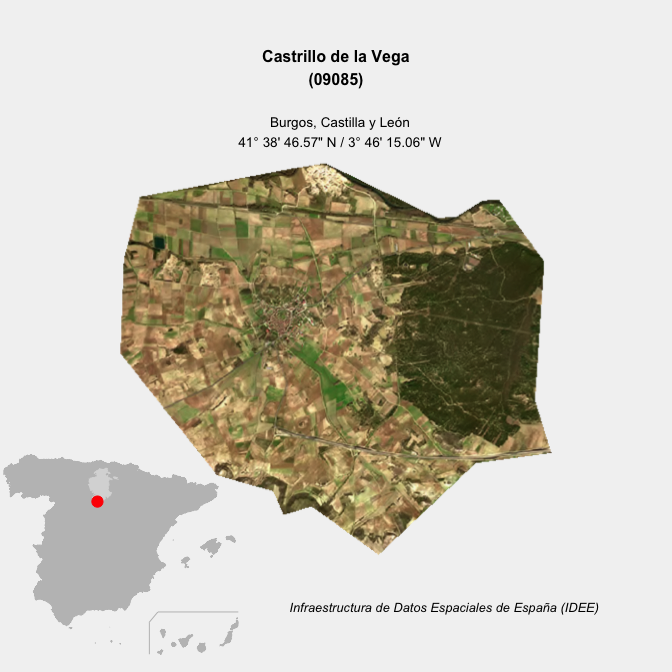 Castrillo de la Vega
(09085)
Burgos, Castilla y León
41° 38' 46.57" N / 3° 46' 15.06" W
Infraestructura de Datos Espaciales de España (IDEE)